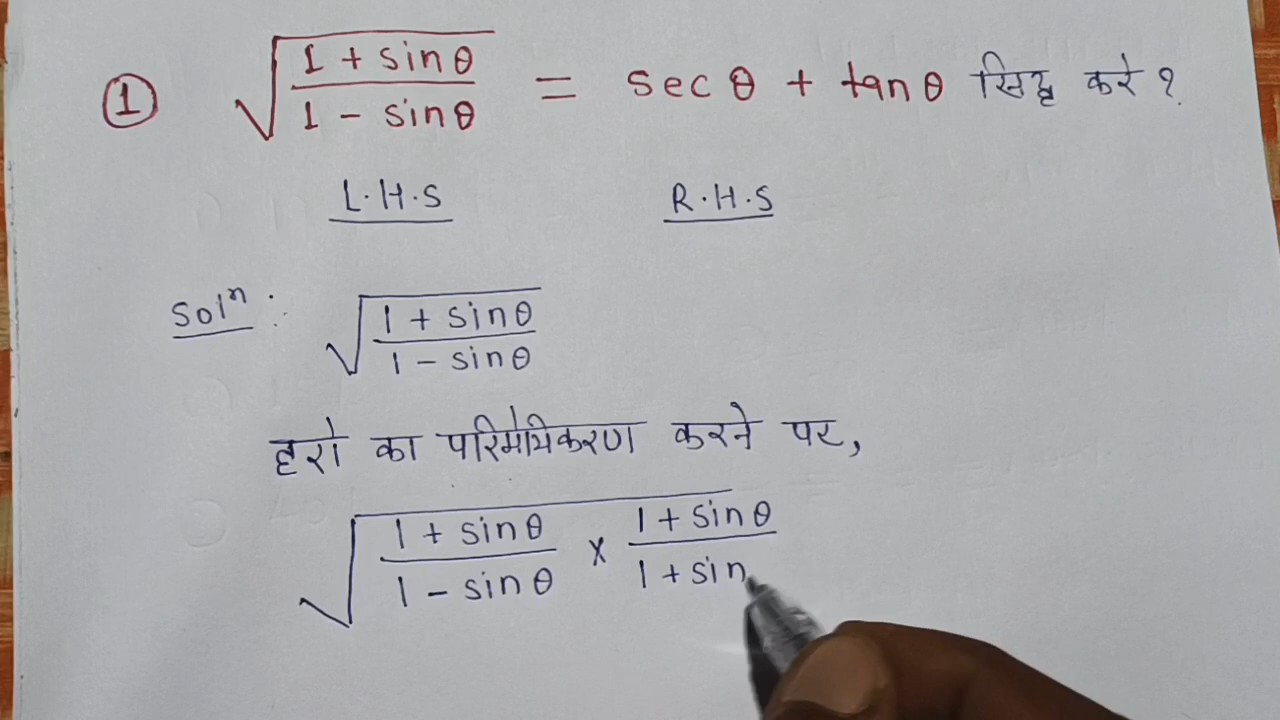 ① √((1 + sinθ)/(1 - sinθ)) = secθ + tanθ सिद्ध करे ?
L.H.S R.H.S
Solⁿ : √((1 + sinθ)/(1 - sinθ))
हरो का परिमेयिकरण करने पर,
√((1 + sinθ)/(1 - sinθ) × (1 + sinθ)/(1 + sin